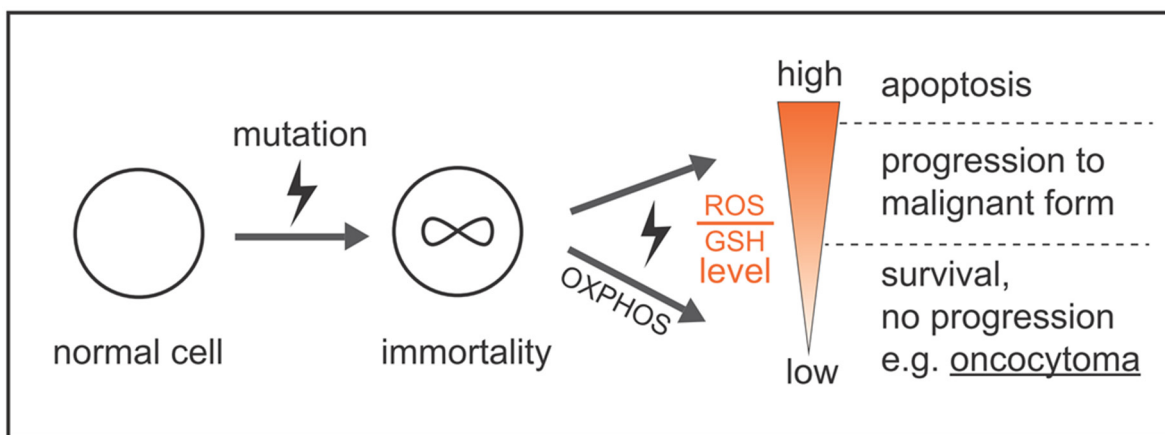 mutation
normal cell
immortality
OXPHOS
ROS
GSH
level
high
low
apoptosis
progression to
malignant form
survival,
no progression
e.g. oncocytoma